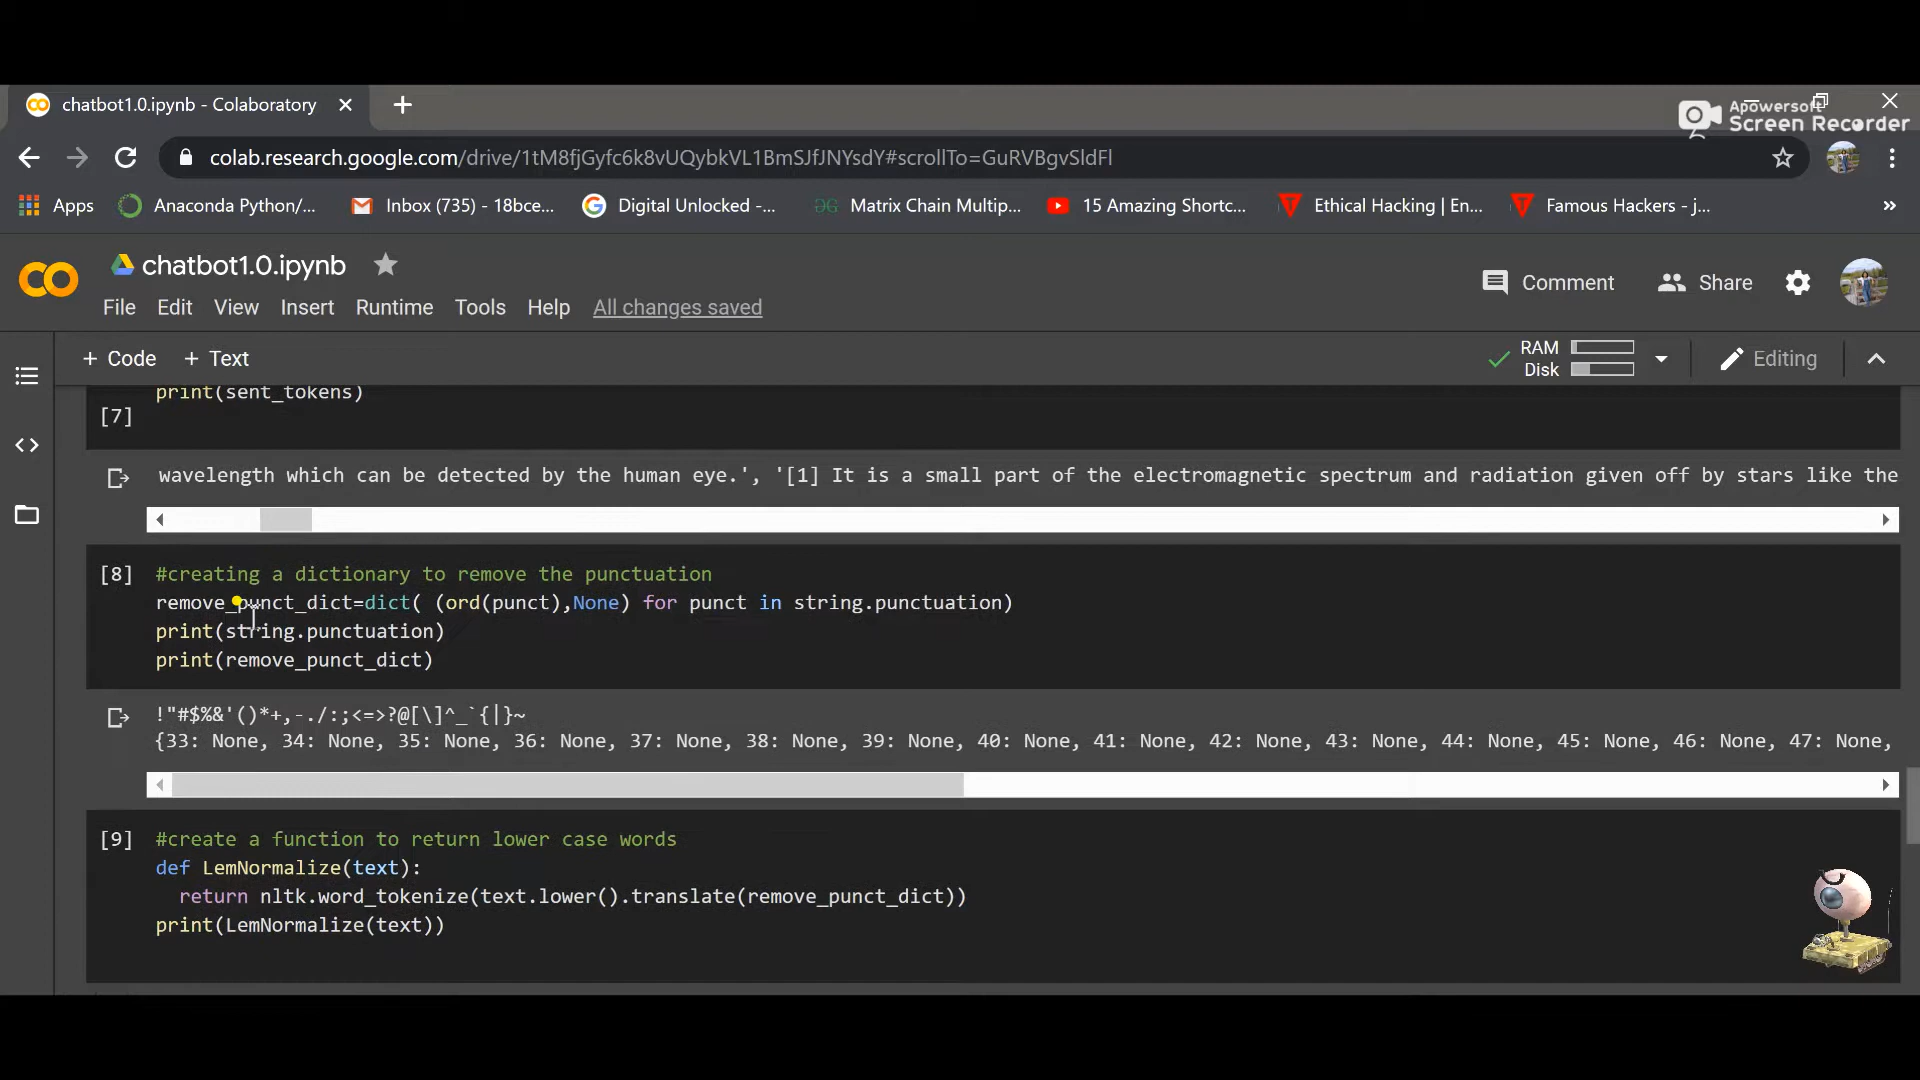 chatbot1.0.ipynb - Colaboratory
Apowersoft
Screen Recorder
colab.research.google.com/drive/1tM8fjGyfc6k8vUQybkVL1BmSJfJNYsdY#scrollTo=GuRVBgvSldFl
Apps Anaconda Python/... Inbox (735) - 18bce... Digital Unlocked -... Matrix Chain Multip... 15 Amazing Shortc... Ethical Hacking | En... Famous Hackers - j... »
chatbot1.0.ipynb
Comment Share
File Edit View Insert Runtime Tools Help All changes saved
+ Code + Text
RAM
Disk
Editing
print(sent_tokens)
[7]
wavelength which can be detected by the human eye.', '[1] It is a small part of the electromagnetic spectrum and radiation given off by stars like the
[8] #creating a dictionary to remove the punctuation
remove_punct_dict=dict( (ord(punct),None) for punct in string.punctuation)
print(string.punctuation)
print(remove_punct_dict)
!"#$%&'()*+,-./:;<=>?@[\]^_`{|}~
{33: None, 34: None, 35: None, 36: None, 37: None, 38: None, 39: None, 40: None, 41: None, 42: None, 43: None, 44: None, 45: None, 46: None, 47: None,
[9] #create a function to return lower case words
def LemNormalize(text):
return nltk.word_tokenize(text.lower().translate(remove_punct_dict))
print(LemNormalize(text))